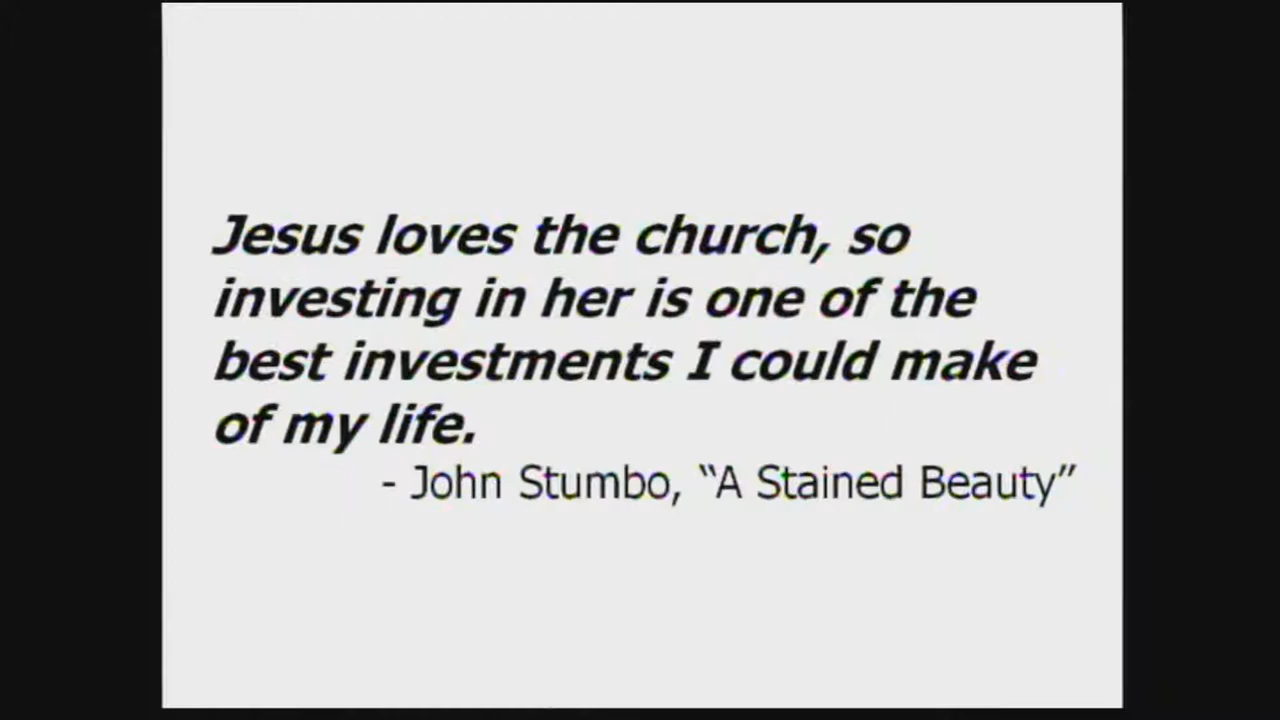 Jesus loves the church, so
investing in her is one of the
best investments I could make
of my life.
- John Stumbo, “A Stained Beauty”